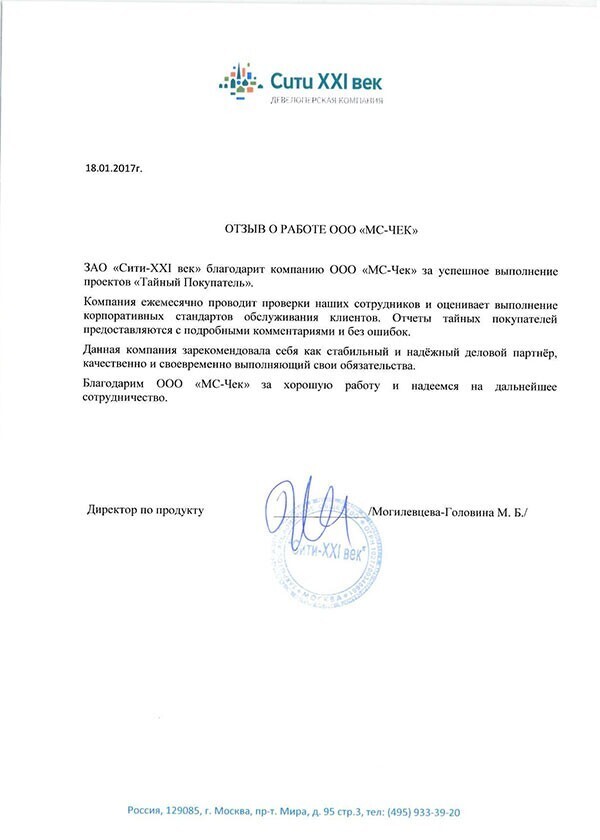 Сити XXI век
ДЕВЕЛОПЕРСКАЯ КОМПАНИЯ
18.01.2017г.
ОТЗЫВ О РАБОТЕ ООО «МС-ЧЕК»
ЗАО «Сити-XXI век» благодарит компанию ООО «МС-Чек» за успешное выполнение
проектов «Тайный Покупатель».
Компания ежемесячно проводит проверки наших сотрудников и оценивает выполнение
корпоративных стандартов обслуживания клиентов. Отчеты тайных покупателей
предоставляются с подробными комментариями и без ошибок.
Данная компания зарекомендовала себя как стабильный и надёжный деловой партнёр,
качественно и своевременно выполняющий свои обязательства.
Благодарим ООО «МС-Чек» за хорошую работу и надеемся на дальнейшее
сотрудничество.
Директор по продукту /Могилевцева-Головина М. Б./
"Сити-XXI век"
МОСКВА
Россия, 129085, г. Москва, пр-т. Мира, д. 95 стр.3, тел: (495) 933-39-20